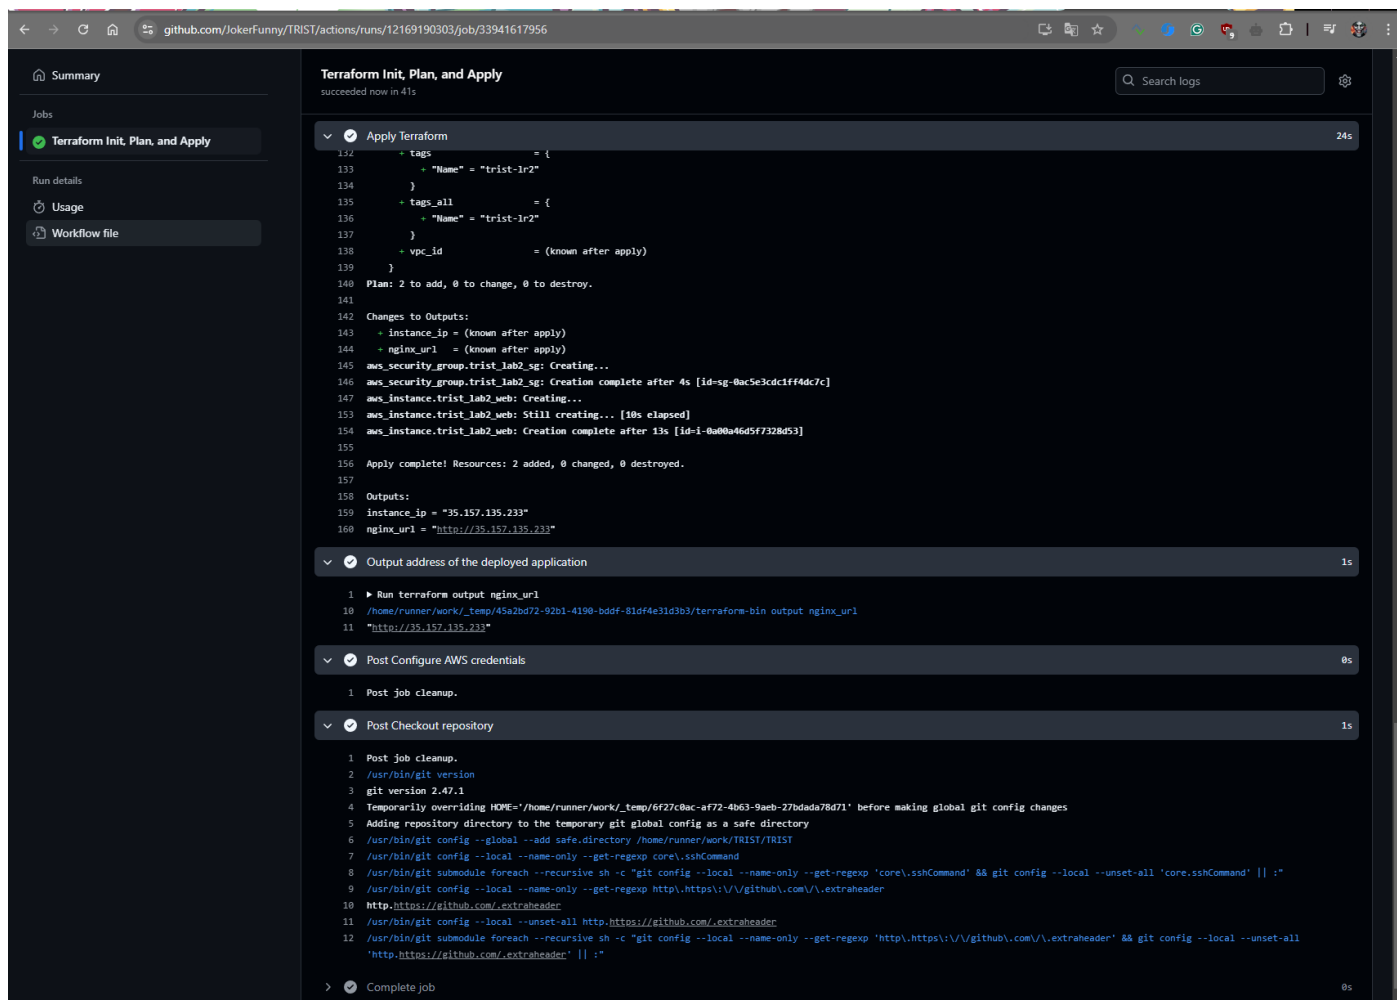 github.com/JokerFunny/TRIST/actions/runs/12169190303/job/33941617956
Summary
Jobs
Terraform Init, Plan, and Apply
Run details
Usage
Workflow file
Terraform Init, Plan, and Apply
succeeded now in 41s
Search logs
Apply Terraform 24s
132 + tags = {
133 + "Name" = "trist-lr2"
134 }
135 + tags_all = {
136 + "Name" = "trist-lr2"
137 }
138 + vpc_id = (known after apply)
139 }
140 Plan: 2 to add, 0 to change, 0 to destroy.
141
142 Changes to Outputs:
143 + instance_ip = (known after apply)
144 + nginx_url = (known after apply)
145 aws_security_group.trist_lab2_sg: Creating...
146 aws_security_group.trist_lab2_sg: Creation complete after 4s [id=sg-0ac5e3cdc1ff4dc7c]
147 aws_instance.trist_lab2_web: Creating...
153 aws_instance.trist_lab2_web: Still creating... [10s elapsed]
154 aws_instance.trist_lab2_web: Creation complete after 13s [id=i-0a00a46d5f7328d53]
155
156 Apply complete! Resources: 2 added, 0 changed, 0 destroyed.
157
158 Outputs:
159 instance_ip = "35.157.135.233"
160 nginx_url = "http://35.157.135.233"
Output address of the deployed application 1s
1 ▶ Run terraform output nginx_url
10 /home/runner/work/_temp/45a2bd72-92b1-4190-bddf-81df4e31d3b3/terraform-bin output nginx_url
11 "http://35.157.135.233"
Post Configure AWS credentials 0s
1 Post job cleanup.
Post Checkout repository 1s
1 Post job cleanup.
2 /usr/bin/git version
3 git version 2.47.1
4 Temporarily overriding HOME='/home/runner/work/_temp/6f27c0ac-af72-4b63-9aeb-27bdada78d71' before making global git config changes
5 Adding repository directory to the temporary git global config as a safe directory
6 /usr/bin/git config --global --add safe.directory /home/runner/work/TRIST/TRIST
7 /usr/bin/git config --local --name-only --get-regexp core\.sshCommand
8 /usr/bin/git submodule foreach --recursive sh -c "git config --local --name-only --get-regexp 'core\.sshCommand' && git config --local --unset-all 'core.sshCommand' || :"
9 /usr/bin/git config --local --name-only --get-regexp http\.https\:\/\/github\.com\/\.extraheader
10 http.https://github.com/.extraheader
11 /usr/bin/git config --local --unset-all http.https://github.com/.extraheader
12 /usr/bin/git submodule foreach --recursive sh -c "git config --local --name-only --get-regexp 'http\.https\:\/\/github\.com\/\.extraheader' && git config --local --unset-all
'http.https://github.com/.extraheader' || :"
Complete job 0s